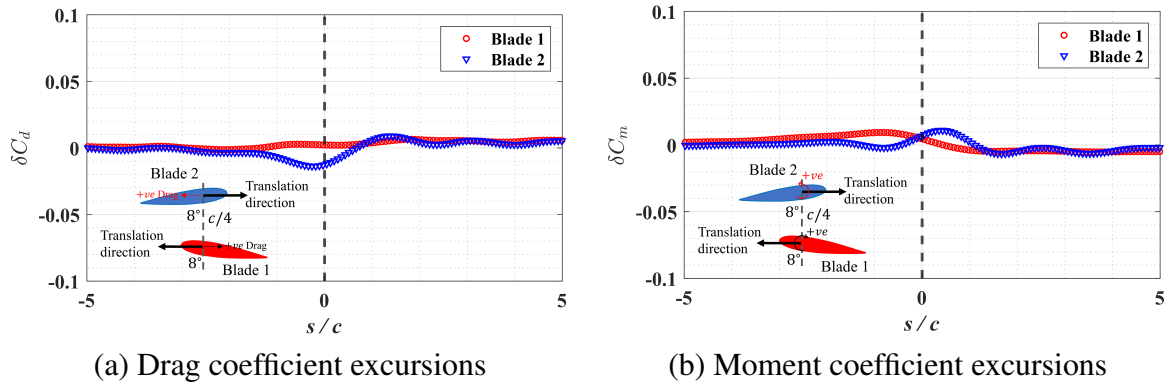 0.1
0.05
0
-0.05
-0.1
δC_d
Blade 1
Blade 2
Blade 2
+ve Drag
Translation
direction
8° c/4
Translation
direction
+ve Drag
8°
Blade 1
-5
0
5
s / c
(a) Drag coefficient excursions
0.1
0.05
0
-0.05
-0.1
δC_m
Blade 1
Blade 2
Blade 2
+ve
Translation
direction
8° c/4
Translation
direction
+ve
8°
Blade 1
-5
0
5
s / c
(b) Moment coefficient excursions